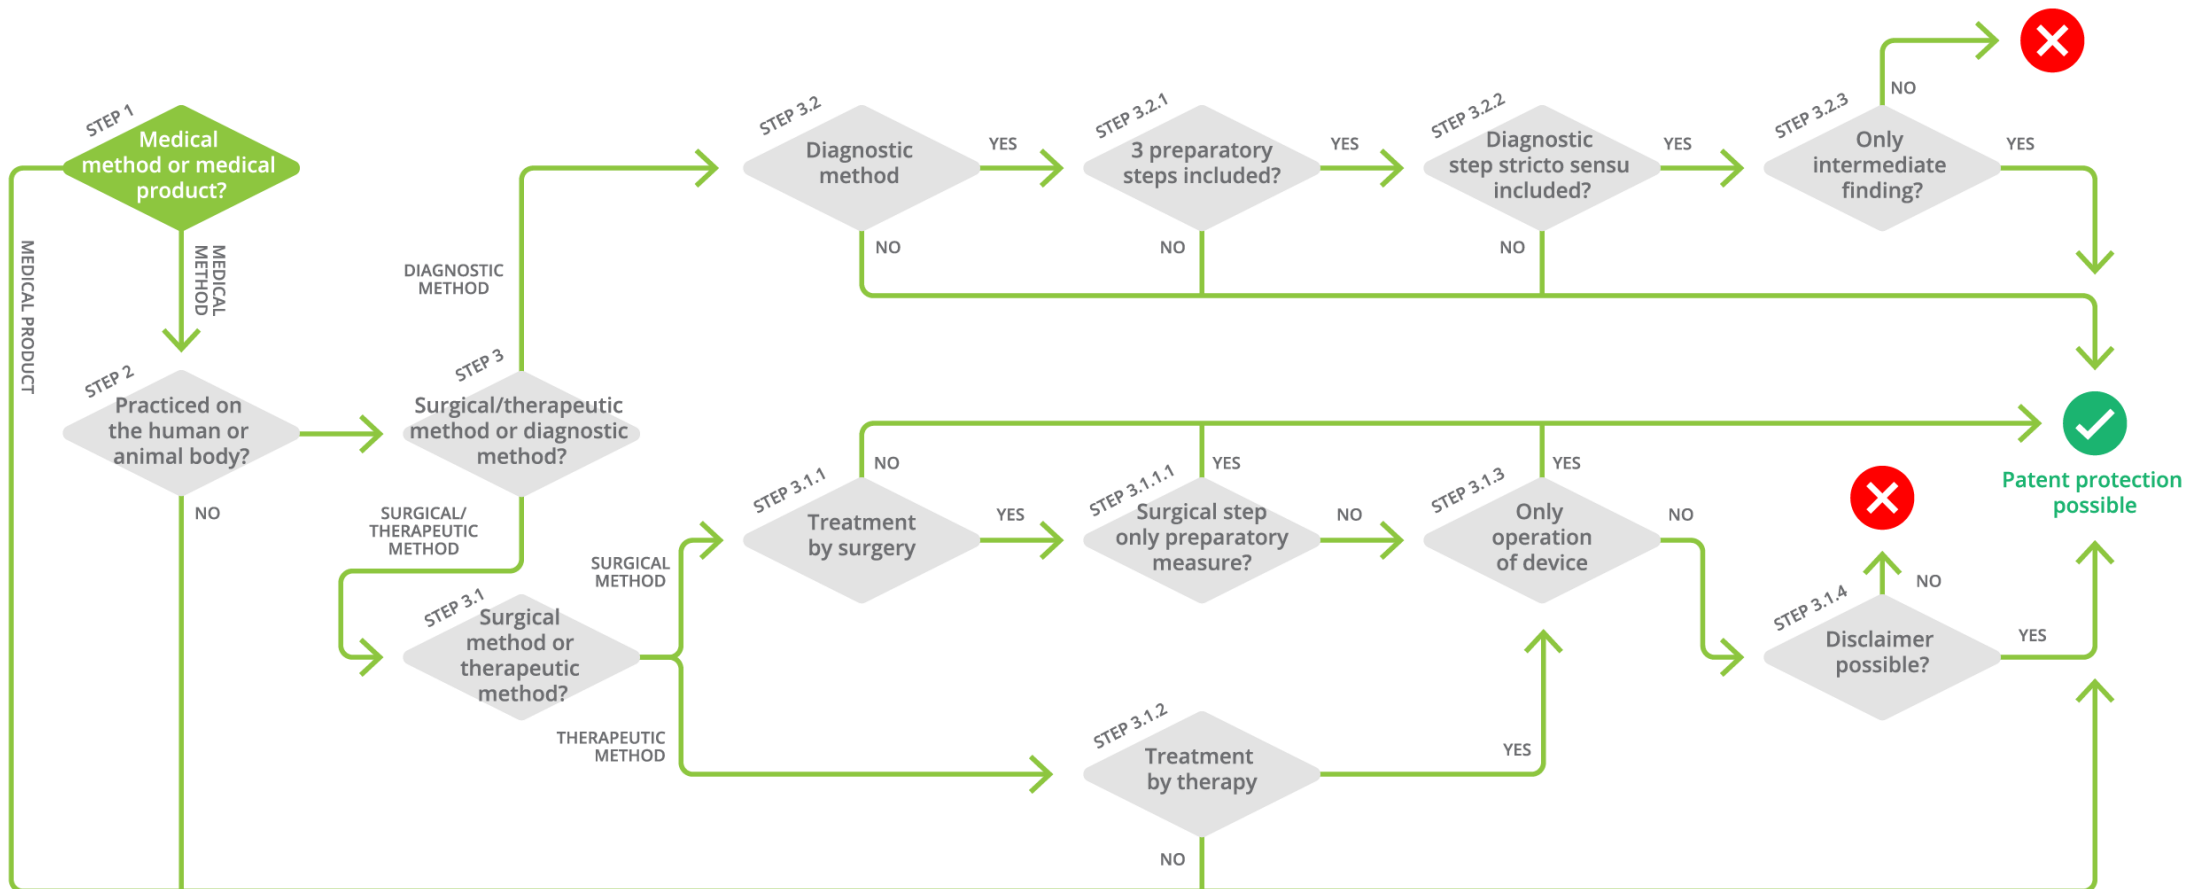 STEP 1
Medical
method or medical
product?
MEDICAL PRODUCT
MEDICAL
METHOD
STEP 2
Practiced on
the human or
animal body?
NO
STEP 3
Surgical/therapeutic
method or diagnostic
method?
DIAGNOSTIC
METHOD
SURGICAL/
THERAPEUTIC
METHOD
STEP 3.2
Diagnostic
method
YES
NO
STEP 3.2.1
3 preparatory
steps included?
YES
NO
STEP 3.2.2
Diagnostic
step stricto sensu
included?
YES
NO
STEP 3.2.3
Only
intermediate
finding?
NO
YES
STEP 3.1
Surgical
method or
therapeutic
method?
SURGICAL
METHOD
THERAPEUTIC
METHOD
STEP 3.1.1
Treatment
by surgery
NO
YES
STEP 3.1.1.1
Surgical step
only preparatory
measure?
YES
NO
STEP 3.1.3
Only
operation
of device
YES
NO
STEP 3.1.4
Disclaimer
possible?
NO
YES
STEP 3.1.2
Treatment
by therapy
YES
NO
Patent protection
possible